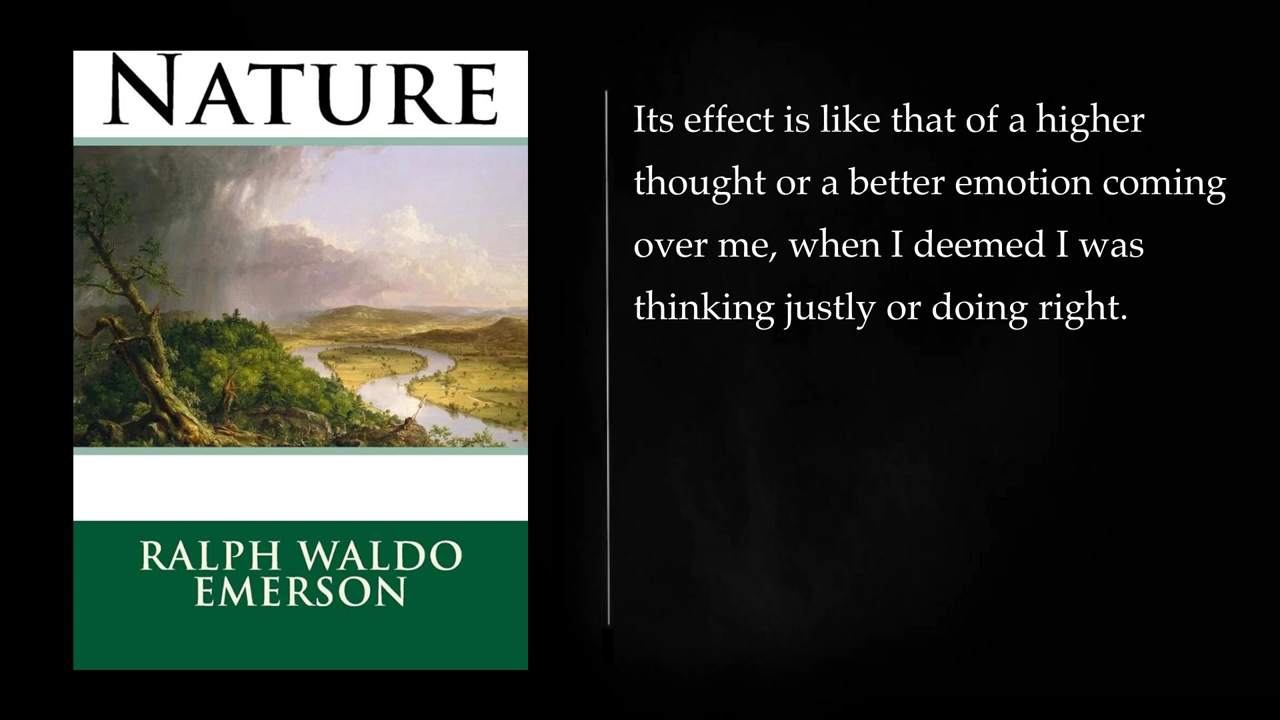 NATURE
RALPH WALDO
EMERSON
Its effect is like that of a higher
thought or a better emotion coming
over me, when I deemed I was
thinking justly or doing right.